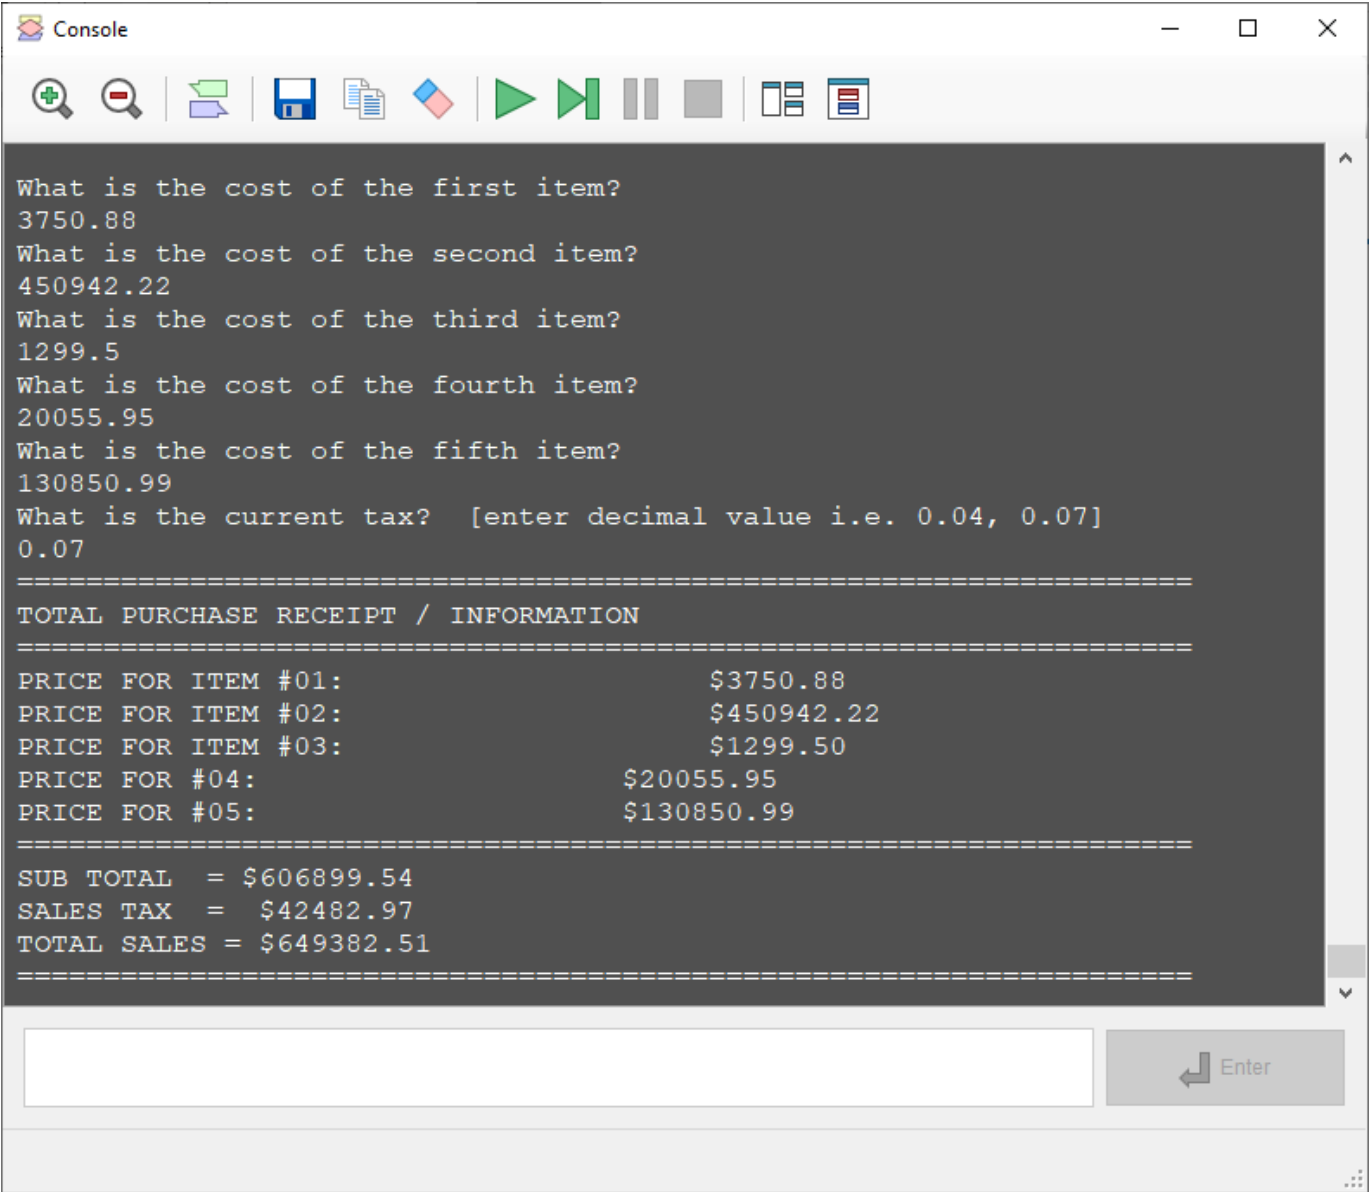 Console
What is the cost of the first item?
3750.88
What is the cost of the second item?
450942.22
What is the cost of the third item?
1299.5
What is the cost of the fourth item?
20055.95
What is the cost of the fifth item?
130850.99
What is the current tax?  [enter decimal value i.e. 0.04, 0.07]
0.07
====================================================================
TOTAL PURCHASE RECEIPT / INFORMATION
====================================================================
PRICE FOR ITEM #01:                     $3750.88
PRICE FOR ITEM #02:                     $450942.22
PRICE FOR ITEM #03:                     $1299.50
PRICE FOR #04:                     $20055.95
PRICE FOR #05:                     $130850.99
====================================================================
SUB TOTAL  = $606899.54
SALES TAX  =  $42482.97
TOTAL SALES = $649382.51
====================================================================
Enter